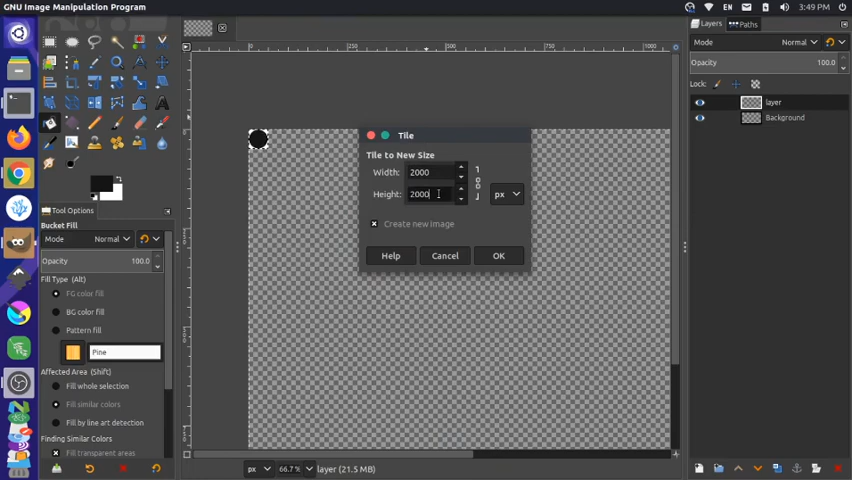 GNU Image Manipulation Program
EN
3:49 PM
Layers
Paths
Mode
Normal
Opacity
100.0
Lock:
layer
Background
0
250
500
750
1000
Tile
Tile to New Size
Width:
2000
Height:
2000
px
Create new image
Help
Cancel
OK
Tool Options
Bucket Fill
Mode
Normal
Opacity
100.0
Fill Type (Alt)
FG color fill
BG color fill
Pattern fill
Pine
Affected Area (Shift)
Fill whole selection
Fill similar colors
Fill by line art detection
Finding Similar Colors
Fill transparent areas
px
66.7 %
layer (21.5 MB)